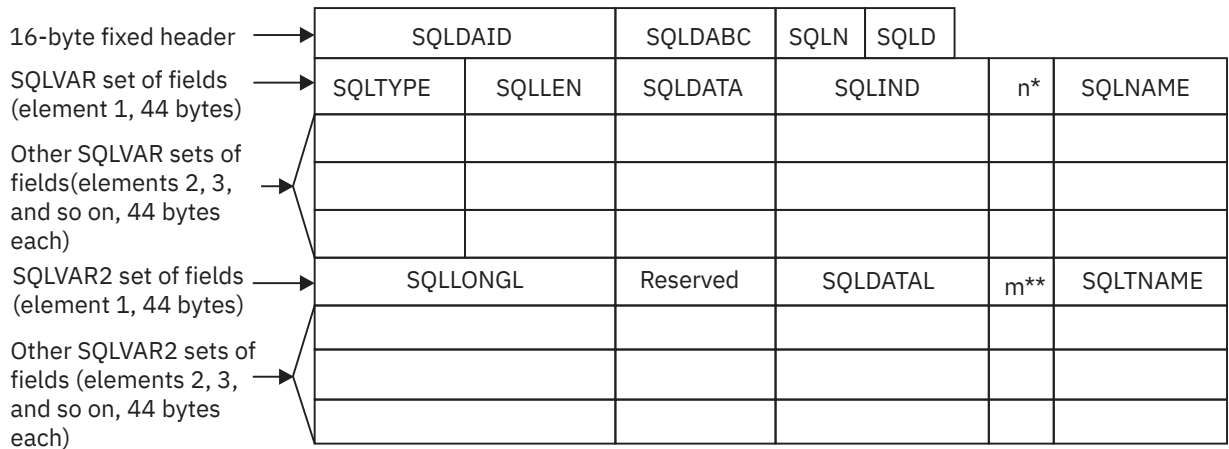 16-byte fixed header
SQLDAID
SQLDABC
SQLN
SQLD
SQLVAR set of fields
(element 1, 44 bytes)
SQLTYPE
SQLLEN
SQLDATA
SQLIND
n*
SQLNAME
Other SQLVAR sets of
fields(elements 2, 3,
and so on, 44 bytes
each)
SQLVAR2 set of fields
(element 1, 44 bytes)
SQLLONGL
Reserved
SQLDATAL
m**
SQLTNAME
Other SQLVAR2 sets of
fields (elements 2, 3,
and so on, 44 bytes
each)